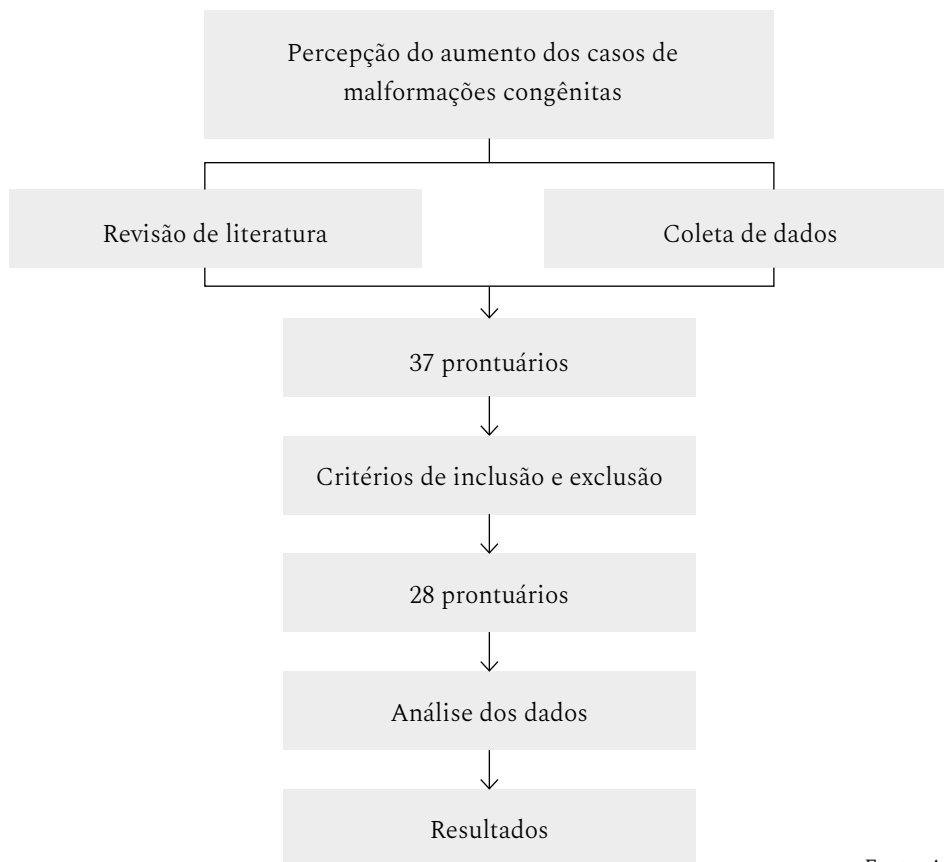 Percepção do aumento dos casos de
malformações congênitas
Revisão de literatura
Coleta de dados
37 prontuários
Critérios de inclusão e exclusão
28 prontuários
Análise dos dados
Resultados